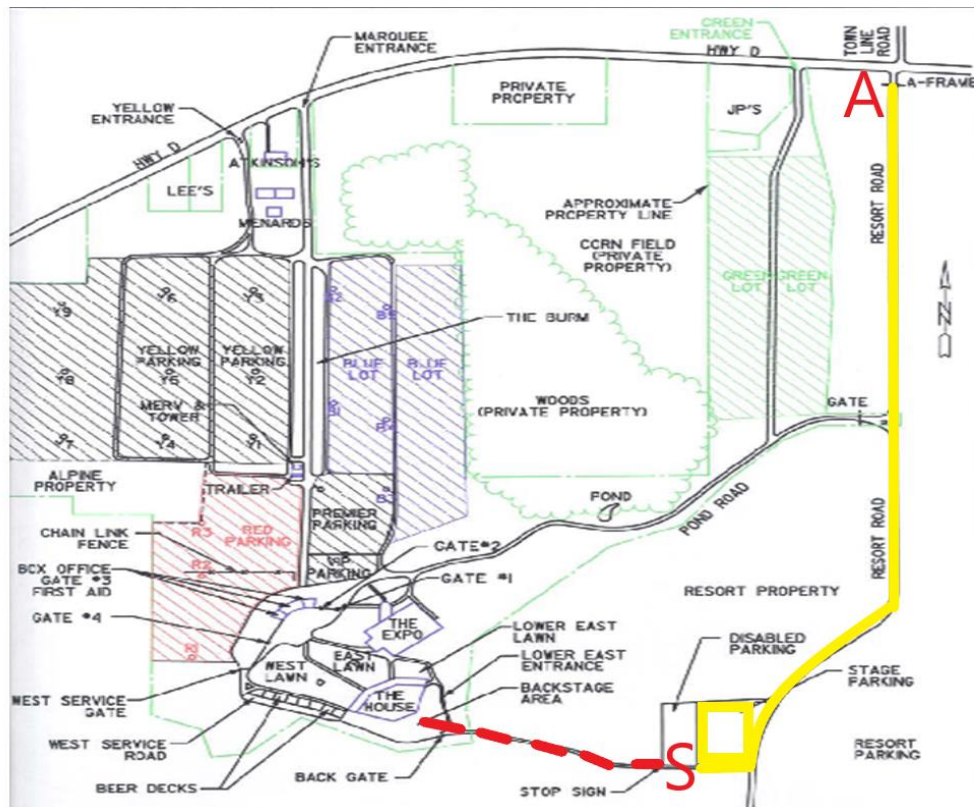 GREEN
ENTRANCE
TOWN
LINE
ROAD
MARQUEE
ENTRANCE
HWY D
A
LA-FRAME
PRIVATE
PROPERTY
JP'S
YELLOW
ENTRANCE
HWY D
ATKINSON'S
LEE'S
MENARDS
APPROXIMATE
PROPERTY LINE
RESORT ROAD
CORN FIELD
(PRIVATE
PROPERTY)
GREEN
LOT
GREEN
LOT
N
Y9
Y6
Y3
B2
THE BURM
YELLOW
PARKING
YELLOW
PARKING
BLUE
LOT
BLUE
LOT
Y8
Y5
Y2
B1
WOODS
(PRIVATE PROPERTY)
MERV &
TOWER
GATE
Y7
Y4
Y1
ALPINE
PROPERTY
TRAILER
POND
POND ROAD
PREMIER
PARKING
CHAIN LINK
FENCE
R3
RED
PARKING
R2
R1
GATE #2
VIP
PARKING
BOX OFFICE
GATE #3
FIRST AID
GATE #1
RESORT ROAD
RESORT PROPERTY
GATE #4
THE
EXPO
LOWER EAST
LAWN
DISABLED
PARKING
EAST
LAWN
LOWER EAST
ENTRANCE
WEST
LAWN
STAGE
PARKING
WEST SERVICE
GATE
THE
HOUSE
BACKSTAGE
AREA
WEST SERVICE
ROAD
RESORT
PARKING
S
BEER DECKS
BACK GATE
STOP SIGN